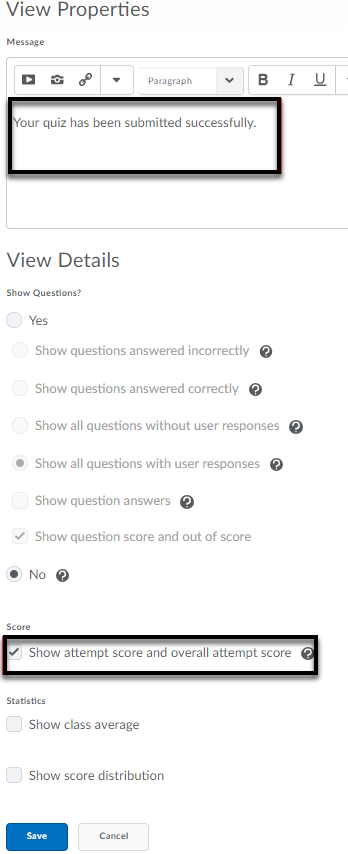 View Properties
Message
Paragraph B I U
Your quiz has been submitted successfully.
View Details
Show Questions?
Yes
Show questions answered incorrectly ?
Show questions answered correctly ?
Show all questions without user responses ?
Show all questions with user responses ?
Show question answers ?
Show question score and out of score
No ?
Score
Show attempt score and overall attempt score ?
Statistics
Show class average
Show score distribution
Save Cancel